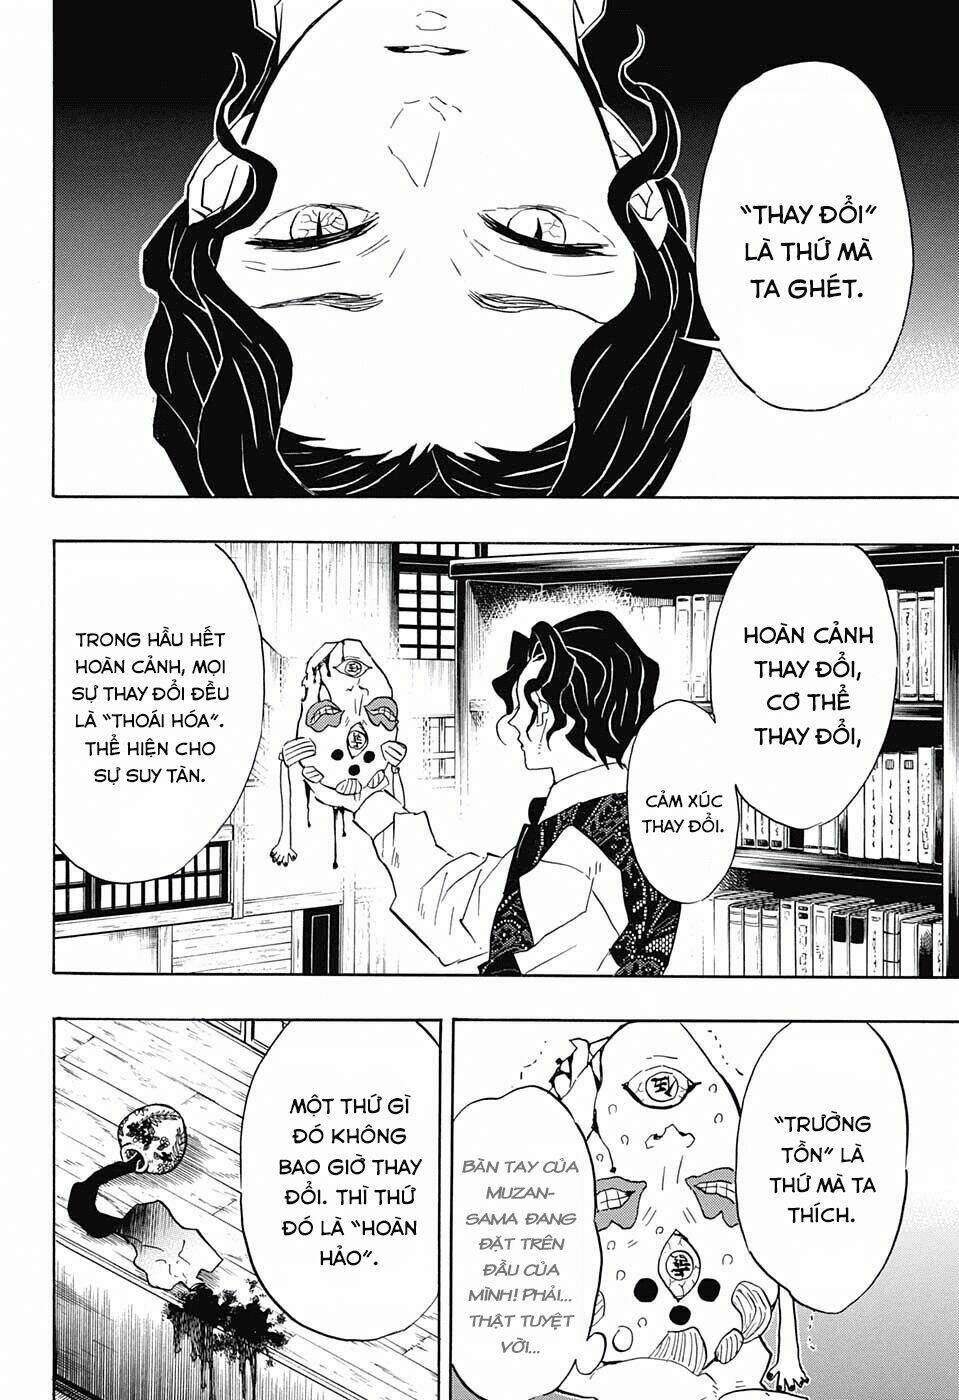 "THAY ĐỔI"
LÀ THỨ MÀ
TA GHÉT.
HOÀN CẢNH
THAY ĐỔI,
CƠ THỂ
THAY ĐỔI,
CẢM XÚC
THAY ĐỔI.
TRONG HẦU HẾT
HOÀN CẢNH, MỌI
SỰ THAY ĐỔI ĐỀU
LÀ "THOÁI HÓA".
THỂ HIỆN CHO
SỰ SUY TÀN.
"TRƯỜNG
TỒN" LÀ
THỨ MÀ TA
THÍCH.
BÀN TAY CỦA
MUZAN-
SAMA ĐANG
ĐẶT TRÊN
ĐẦU CỦA
MÌNH! PHẢI...
THẬT TUYỆT
VỜI...
MỘT THỨ GÌ
ĐÓ KHÔNG
BAO GIỜ THAY
ĐỔI. THÌ THỨ
ĐÓ LÀ "HOÀN
HẢO".